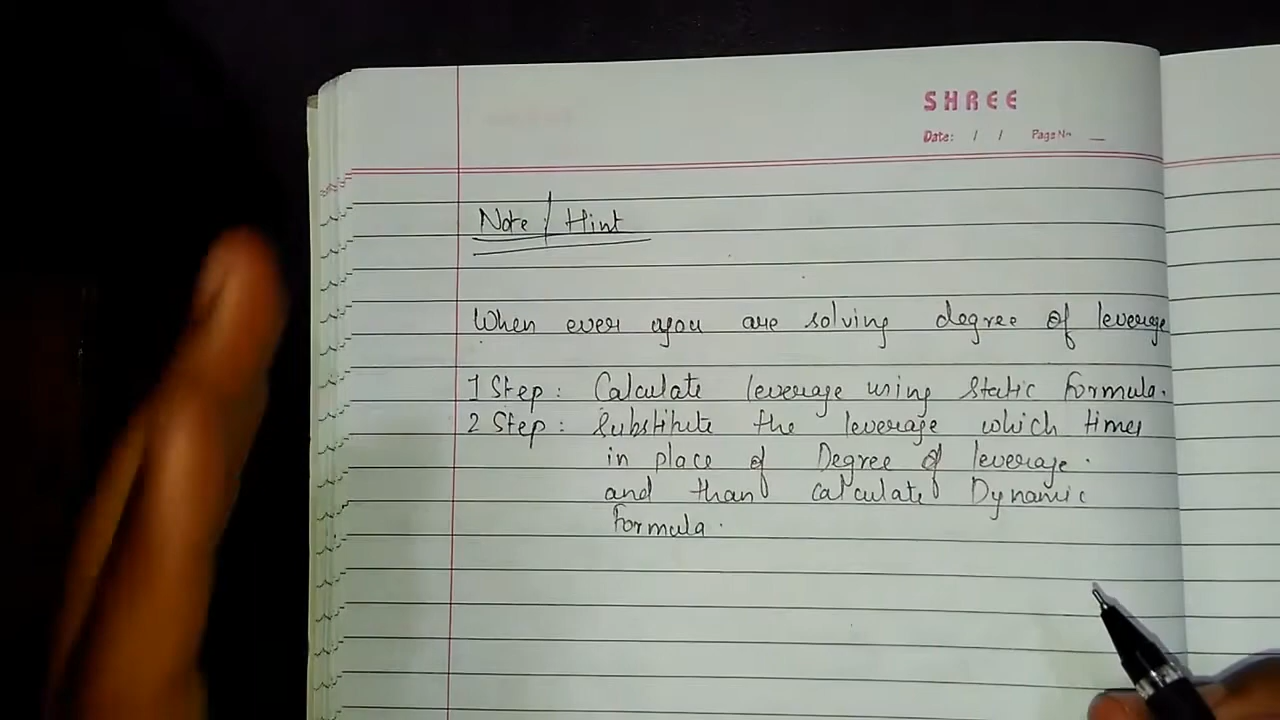 SHREE
Date: / / Page No
Note / Hint
When ever you are solving degree of leverage
1 Step: Calculate leverage using static formula.
2 Step: Substitute the leverage which times
in place of Degree of leverage.
and than calculate Dynamic
formula.